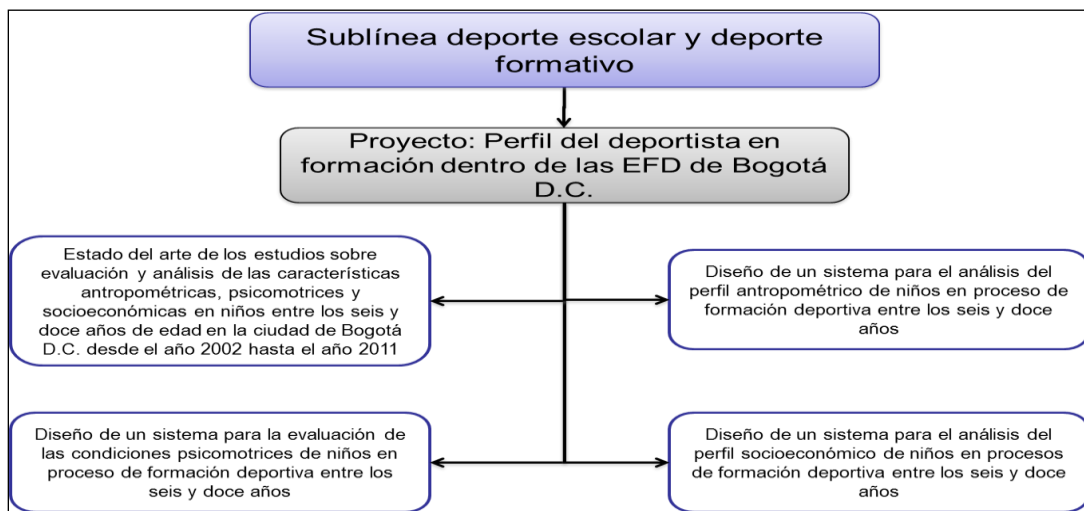 Sublínea deporte escolar y deporte
formativo
Proyecto: Perfil del deportista en
formación dentro de las EFD de Bogotá
D.C.
Estado del arte de los estudios sobre
evaluación y análisis de las características
antropométricas, psicomotrices y
socioeconómicas en niños entre los seis y
doce años de edad en la ciudad de Bogotá
D.C. desde el año 2002 hasta el año 2011
Diseño de un sistema para el análisis del
perfil antropométrico de niños en proceso de
formación deportiva entre los seis y doce
años
Diseño de un sistema para la evaluación de
las condiciones psicomotrices de niños en
proceso de formación deportiva entre los
seis y doce años
Diseño de un sistema para el análisis del
perfil socioeconómico de niños en procesos
de formación deportiva entre los seis y doce
años